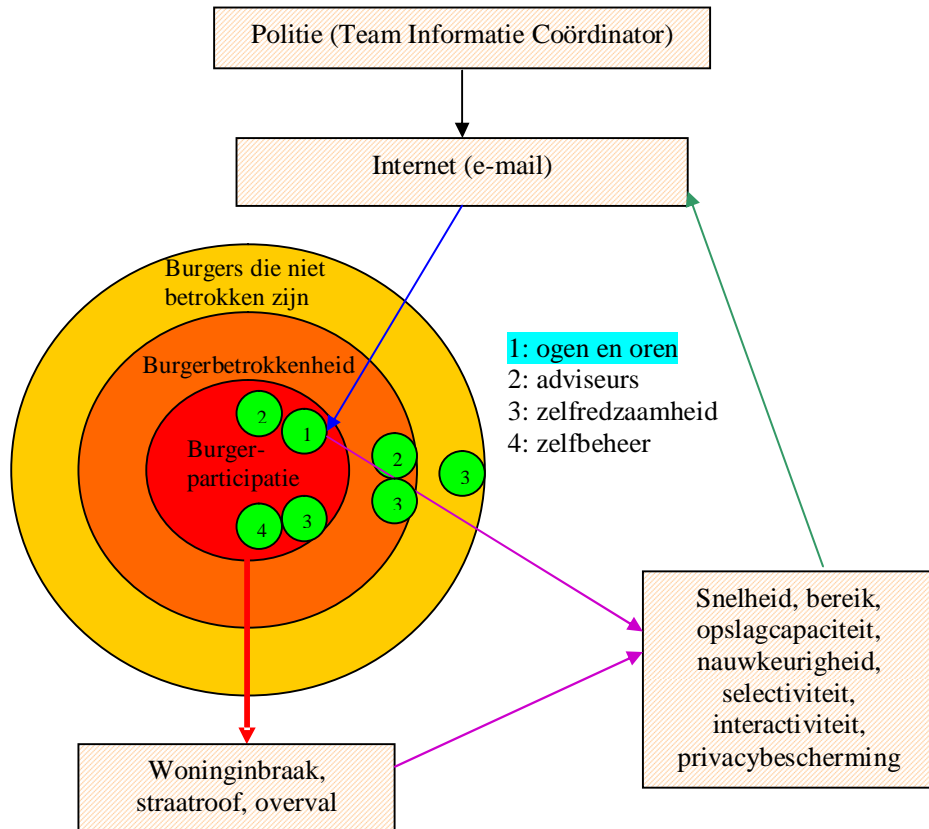 Politie (Team Informatie Coördinator)
Internet (e-mail)
Burgers die niet
betrokken zijn
Burgerbetrokkenheid
2
1
Burger-
participatie
4
3
2
3
3
1: ogen en oren
2: adviseurs
3: zelfredzaamheid
4: zelfbeheer
Snelheid, bereik,
opslagcapaciteit,
nauwkeurigheid,
selectiviteit,
interactiviteit,
privacybescherming
Woninginbraak,
straatroof, overval